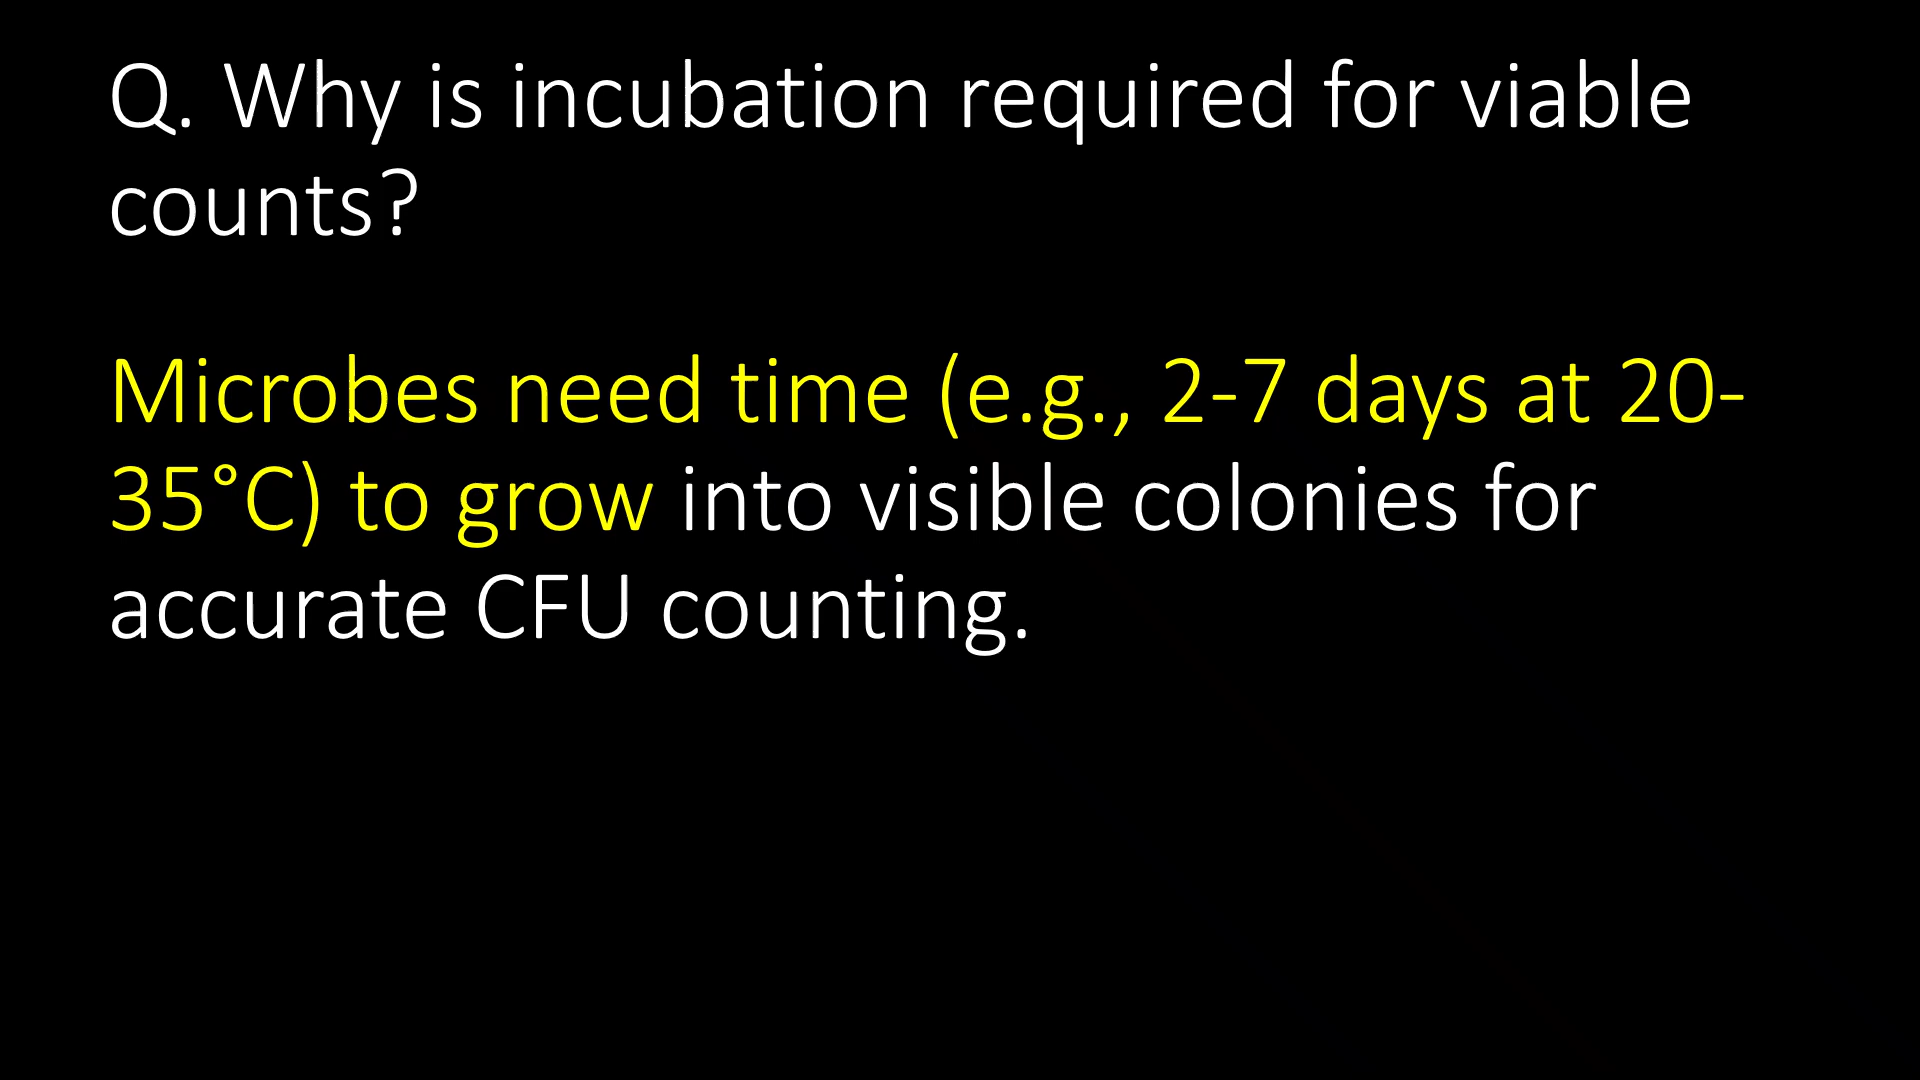 Q. Why is incubation required for viable
counts?
Microbes need time (e.g., 2-7 days at 20-
35°C) to grow into visible colonies for
accurate CFU counting.